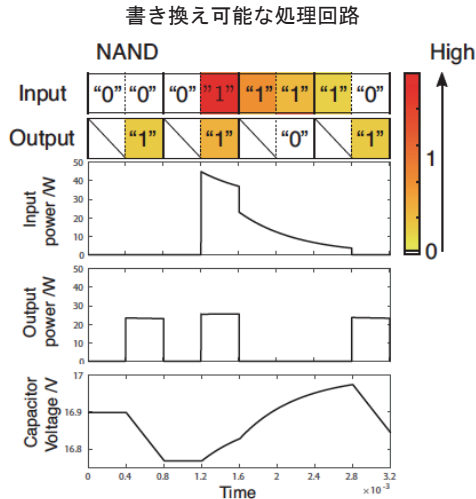 書き換え可能な処理回路
NAND
High
Input "0" "0" "0" "1" "1" "1" "1" "0"
Output "1" "1" "0" "1"
1
0
Input power /W
50
40
30
20
10
0
Output power /W
50
40
30
20
10
0
Capacitor Voltage /V
17
16.9
16.8
0 0.4 0.8 1.2 1.6 2.0 2.4 2.8 3.2
Time ×10⁻³